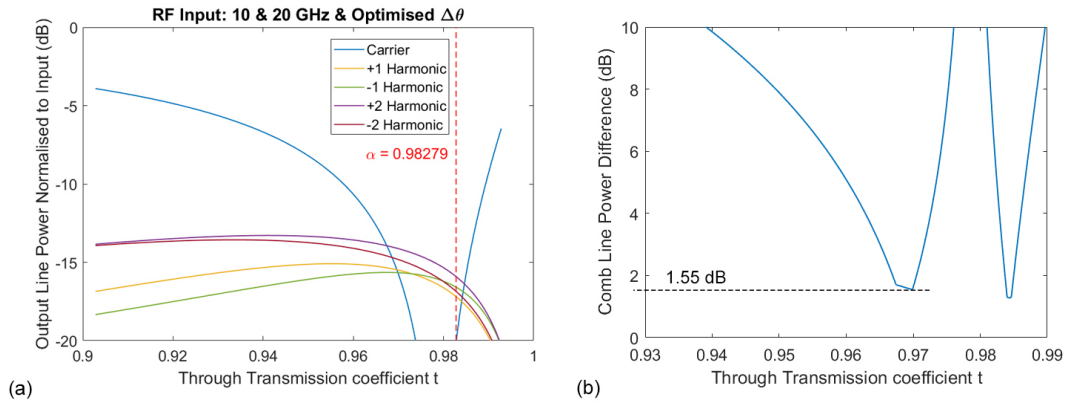 RF Input: 10 & 20 GHz & Optimised Δθ
Output Line Power Normalised to Input (dB)
0
-5
-10
-15
-20
Carrier
+1 Harmonic
-1 Harmonic
+2 Harmonic
-2 Harmonic
α = 0.98279
0.9
0.92
0.94
0.96
0.98
1
Through Transmission coefficient t
(a)
Comb Line Power Difference (dB)
10
8
6
4
2
0
1.55 dB
0.93
0.94
0.95
0.96
0.97
0.98
0.99
Through Transmission coefficient t
(b)